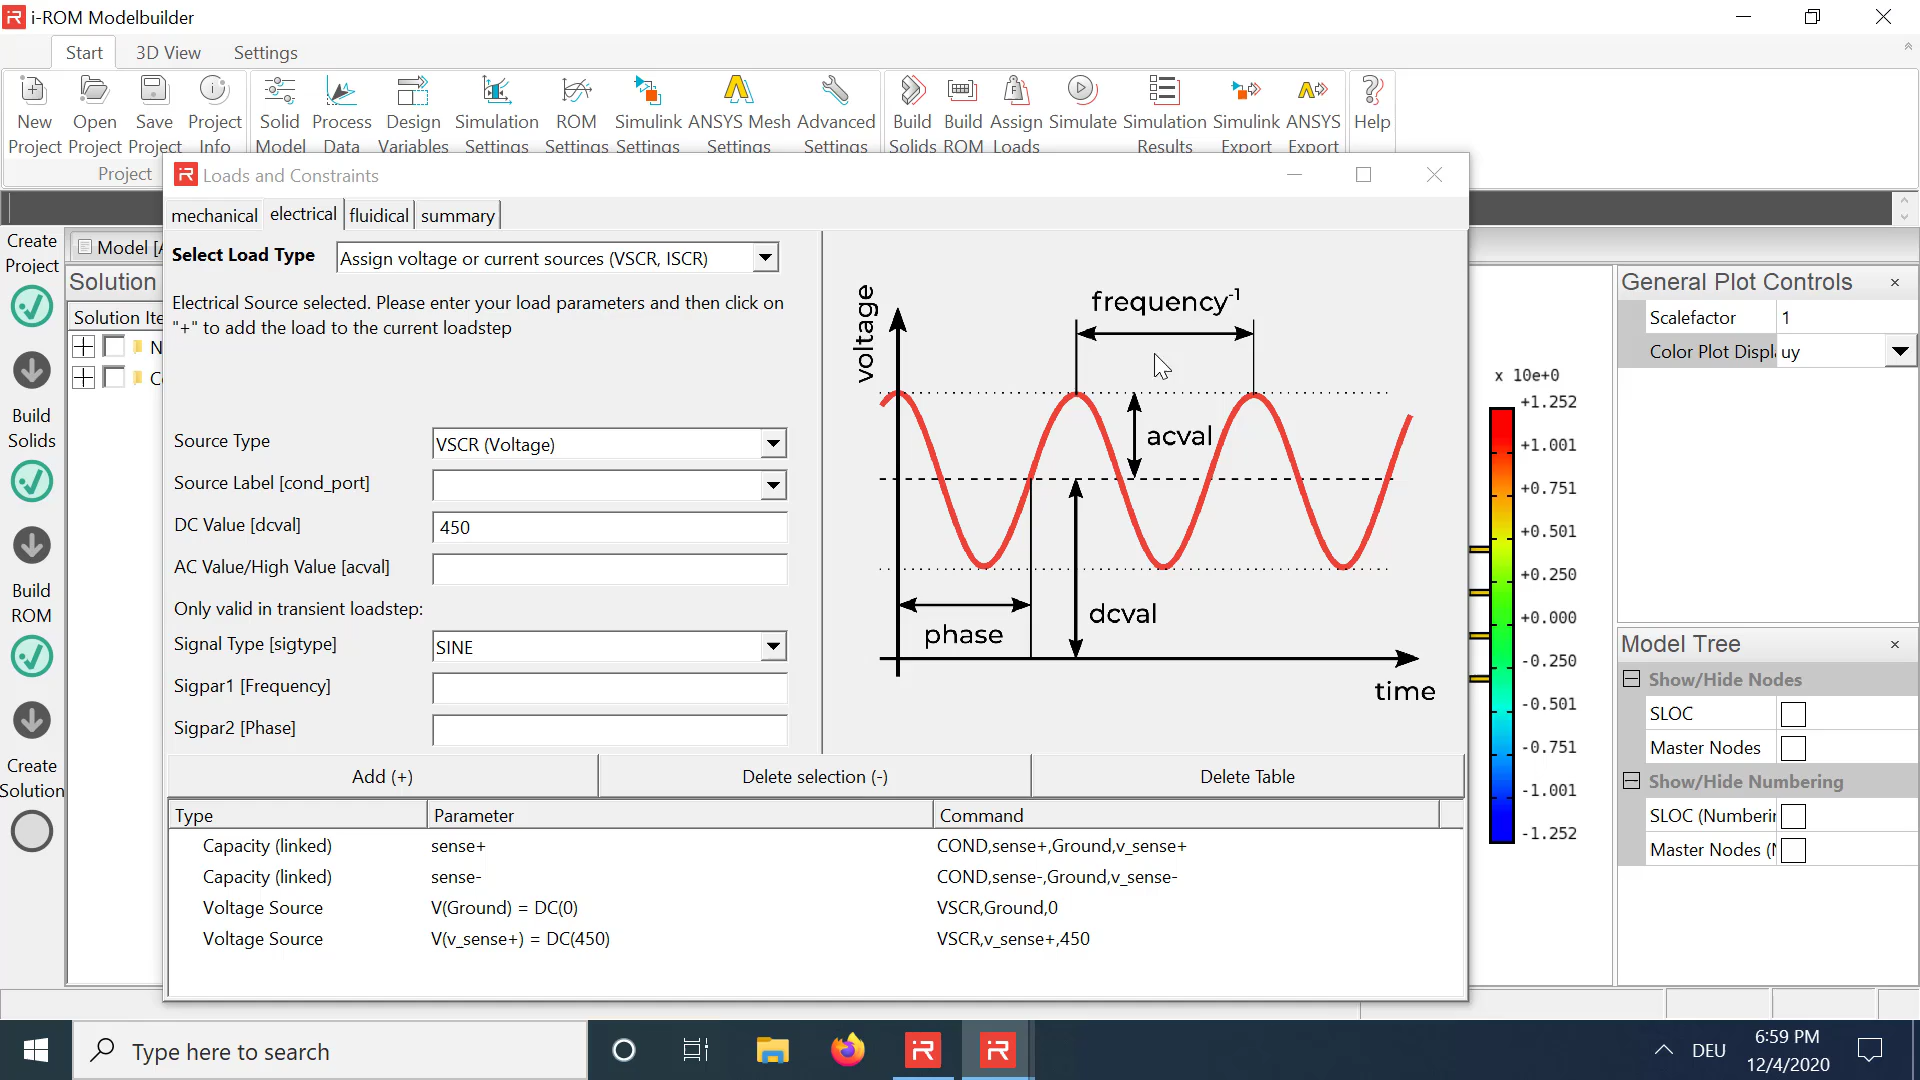 i-ROM Modelbuilder
Start 3D View Settings
New Project
Open Project
Save Project
Project Info
Solid Model
Process Data
Design Variables
Simulation Settings
ROM Settings
Simulink Settings
ANSYS Mesh Settings
Advanced Settings
Build Solids
Build ROM
Assign Loads
Simulate
Simulation Results
Simulink Export
ANSYS Export
Help
Project
Loads and Constraints
mechanical electrical fluidical summary
Select Load Type Assign voltage or current sources (VSCR, ISCR)
Electrical Source selected. Please enter your load parameters and then click on
"+" to add the load to the current loadstep
Source Type VSCR (Voltage)
Source Label [cond_port]
DC Value [dcval] 450
AC Value/High Value [acval]
Only valid in transient loadstep:
Signal Type [sigtype] SINE
Sigpar1 [Frequency]
Sigpar2 [Phase]
voltage
frequency-1
acval
dcval
phase
time
Add (+) Delete selection (-) Delete Table
Type Parameter Command
Capacity (linked) sense+ COND,sense+,Ground,v_sense+
Capacity (linked) sense- COND,sense-,Ground,v_sense-
Voltage Source V(Ground) = DC(0) VSCR,Ground,0
Voltage Source V(v_sense+) = DC(450) VSCR,v_sense+,450
Create Project
Build Solids
Build ROM
Create Solution
Model [
Solution
Solution Ite
N
C
x 10e+0
+1.252
+1.001
+0.751
+0.501
+0.250
+0.000
-0.250
-0.501
-0.751
-1.001
-1.252
General Plot Controls
Scalefactor 1
Color Plot Displ uy
Model Tree
Show/Hide Nodes
SLOC
Master Nodes
Show/Hide Numbering
SLOC (Numberi
Master Nodes (
Type here to search
DEU
6:59 PM
12/4/2020